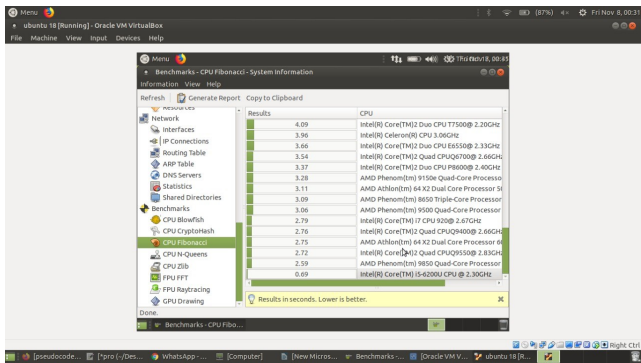 Menu (87%) Fri Nov 8, 00:31
ubuntu 18 [Running] - Oracle VM VirtualBox
File Machine View Input Devices Help
Menu
Benchmarks - CPU Fibonacci - System Information
Information View Help
Refresh Generate Report Copy to Clipboard
Resources
Network
Interfaces
IP Connections
Routing Table
ARP Table
DNS Servers
Statistics
Shared Directories
Benchmarks
CPU Blowfish
CPU CryptoHash
CPU Fibonacci
CPU N-Queens
CPU Zlib
FPU FFT
FPU Raytracing
GPU Drawing
Results CPU
4.09 Intel(R) Core(TM)2 Duo CPU T7500@ 2.20GHz
3.96 Intel(R) Celeron(R) CPU 3.06GHz
3.66 Intel(R) Core(TM)2 Duo CPU E6550@ 2.33GHz
3.54 Intel(R) Core(TM)2 Quad CPUQ6700@ 2.66GHz
3.37 Intel(R) Core(TM)2 Duo CPU P8600@ 2.40GHz
3.28 AMD Phenom(tm) 9150e Quad-Core Processo
3.11 AMD Athlon(tm) 64 X2 Dual Core Processor
3.09 AMD Phenom(tm) 8650 Triple-Core Processor
3.06 AMD Phenom(tm) 9500 Quad-Core Processor
2.79 Intel(R) Core(TM) i7 CPU 920@ 2.67GHz
2.76 Intel(R) Core(TM)2 Quad CPUQ9400@ 2.66GHz
2.75 AMD Athlon(tm) 64 X2 Dual Core Processor
2.72 Intel(R) Core(TM)2 Quad CPUQ9550@ 2.83GHz
2.59 AMD Phenom(tm) 9850 Quad-Core Processor
0.69 Intel(R) Core(TM) i5-6200U CPU @ 2.30GHz
Results in seconds. Lower is better.
Done.
Benchmarks - CPU Fibo...
Right Ctrl
[pseudocode... [*pro (~/Des... WhatsApp -... [Computer] [New Micros... Benchmarks -... [Oracle VM V... ubuntu 18 [R...